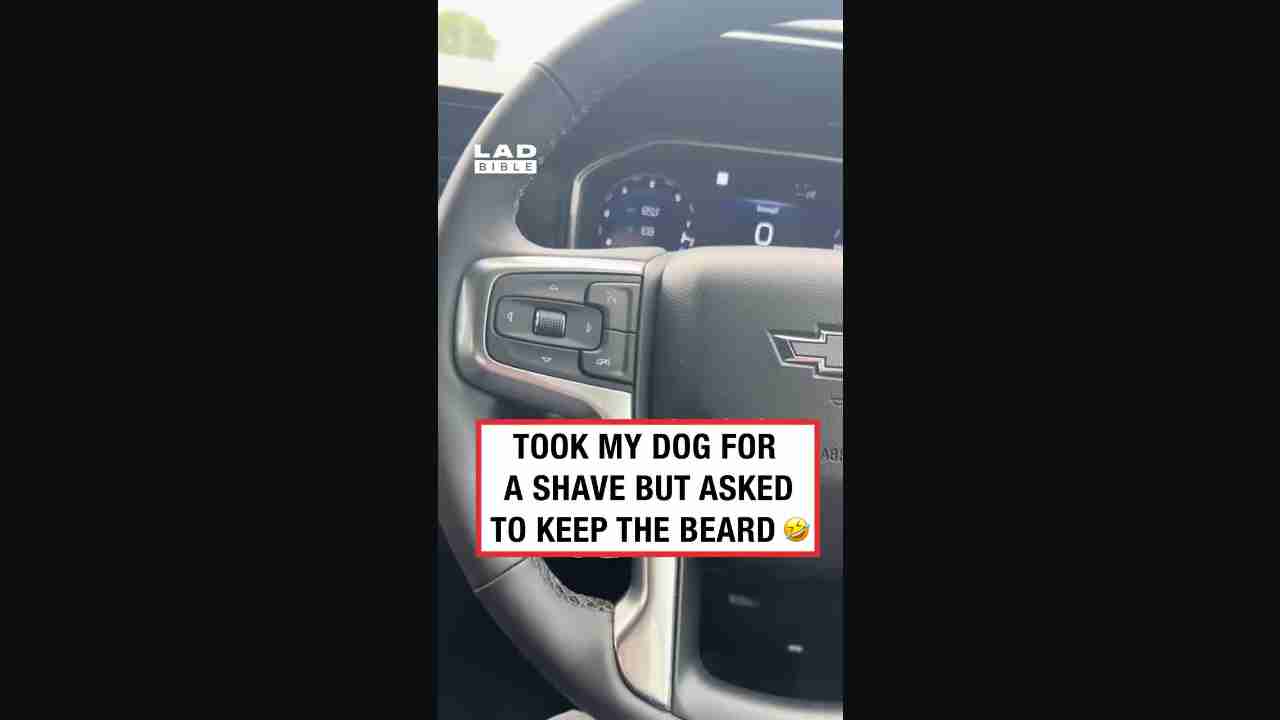 LAD
BIBLE
0
TOOK MY DOG FOR
A SHAVE BUT ASKED
TO KEEP THE BEARD 🤣